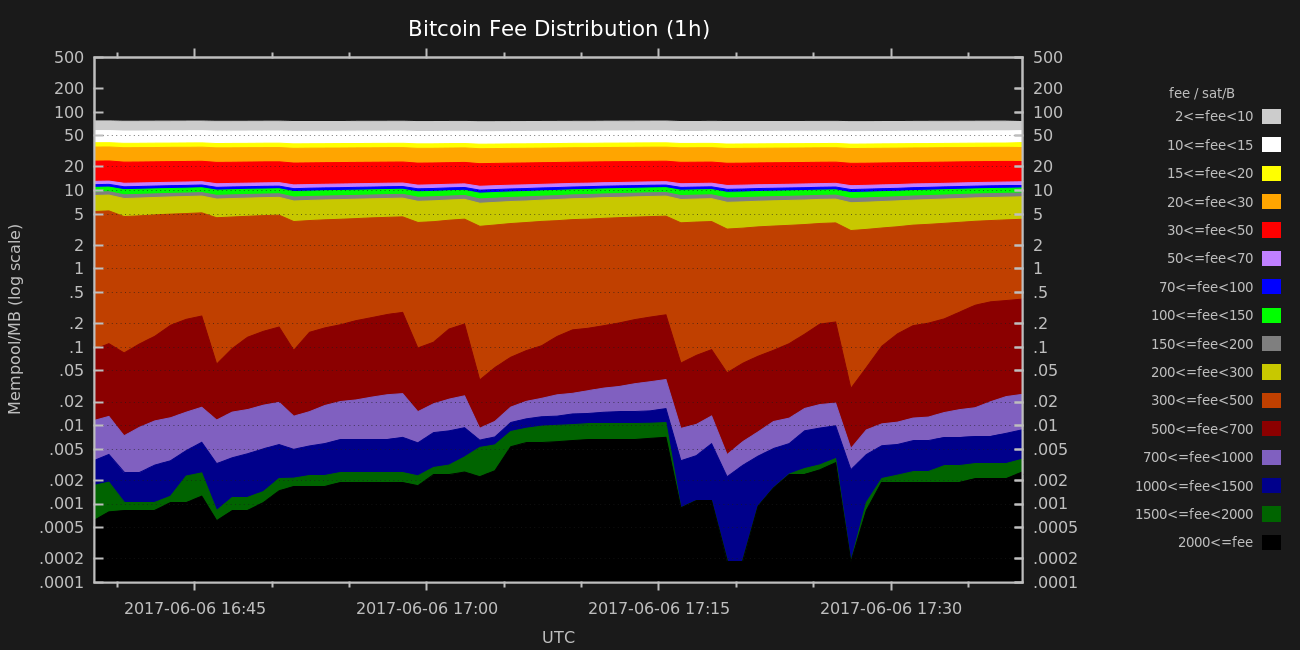 Bitcoin Fee Distribution (1h)
500
200
100
50
20
10
5
2
1
.5
.2
.1
.05
.02
.01
.005
.002
.001
.0005
.0002
.0001
Mempool/MB (log scale)
500
200
100
50
20
10
5
2
1
.5
.2
.1
.05
.02
.01
.005
.002
.001
.0005
.0002
.0001
2017-06-06 16:45
2017-06-06 17:00
2017-06-06 17:15
2017-06-06 17:30
UTC
fee / sat/B
2<=fee<10
10<=fee<15
15<=fee<20
20<=fee<30
30<=fee<50
50<=fee<70
70<=fee<100
100<=fee<150
150<=fee<200
200<=fee<300
300<=fee<500
500<=fee<700
700<=fee<1000
1000<=fee<1500
1500<=fee<2000
2000<=fee